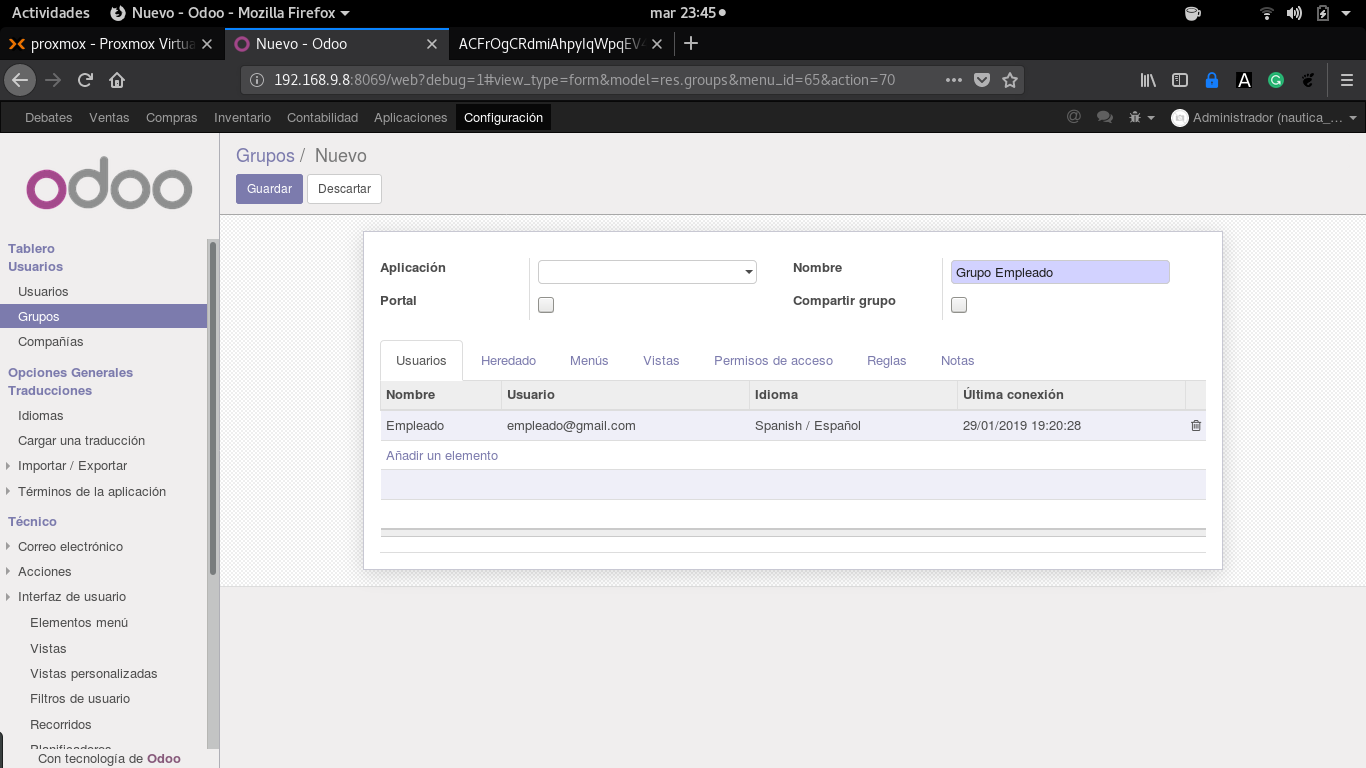 Actividades
Nuevo - Odoo - Mozilla Firefox
mar 23:45
proxmox - Proxmox Virtua
Nuevo - Odoo
ACFrOgCRdmiAhpyIqWpqEV
192.168.9.8:8069/web?debug=1#view_type=form&model=res.groups&menu_id=65&action=70
Debates Ventas Compras Inventario Contabilidad Aplicaciones Configuración
Administrador (nautica_...
odoo
Tablero
Usuarios
Usuarios
Grupos
Compañías
Opciones Generales
Traducciones
Idiomas
Cargar una traducción
Importar / Exportar
Términos de la aplicación
Técnico
Correo electrónico
Acciones
Interfaz de usuario
Elementos menú
Vistas
Vistas personalizadas
Filtros de usuario
Recorridos
Planificadores
Con tecnología de Odoo
Grupos / Nuevo
Guardar Descartar
Aplicación
Nombre Grupo Empleado
Portal
Compartir grupo
Usuarios Heredado Menús Vistas Permisos de acceso Reglas Notas
Nombre Usuario Idioma Última conexión
Empleado empleado@gmail.com Spanish / Español 29/01/2019 19:20:28
Añadir un elemento